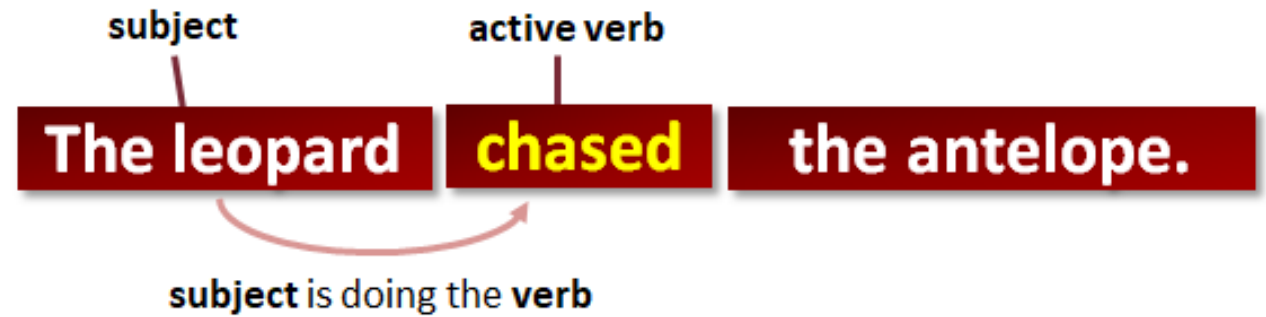 subject active verb
The leopard chased the antelope.
subject is doing the verb